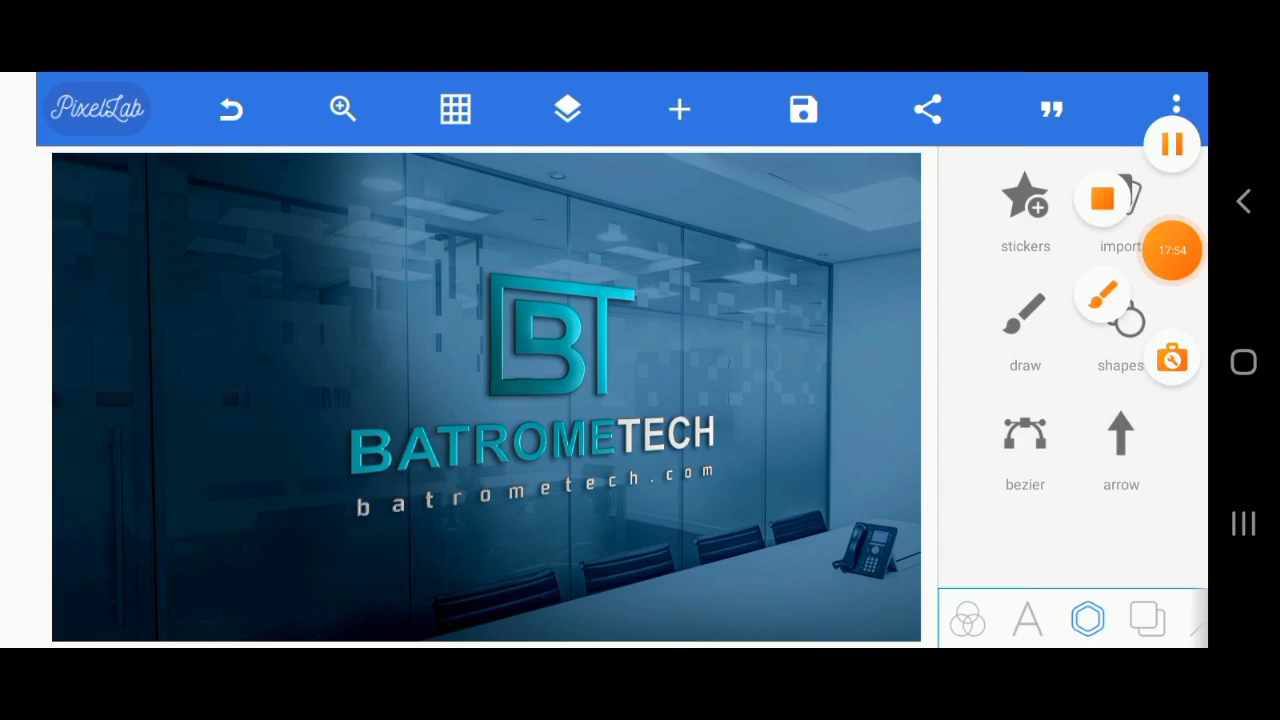 PixelLab
stickers
import
17:54
draw
shapes
bezier
arrow
BT
BATROMETECH
batrometech.com